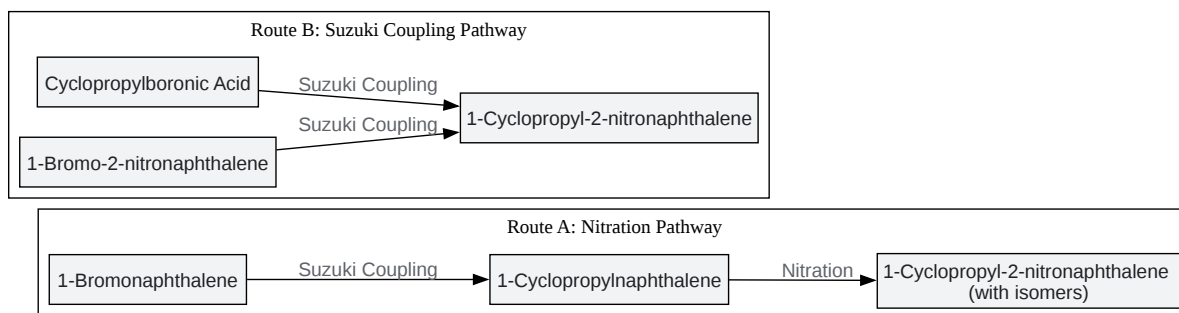 Route B: Suzuki Coupling Pathway
Cyclopropylboronic Acid
Suzuki Coupling
1-Cyclopropyl-2-nitronaphthalene
Suzuki Coupling
1-Bromo-2-nitronaphthalene
Route A: Nitration Pathway
1-Bromonaphthalene
Suzuki Coupling
1-Cyclopropylnaphthalene
Nitration
1-Cyclopropyl-2-nitronaphthalene
(with isomers)